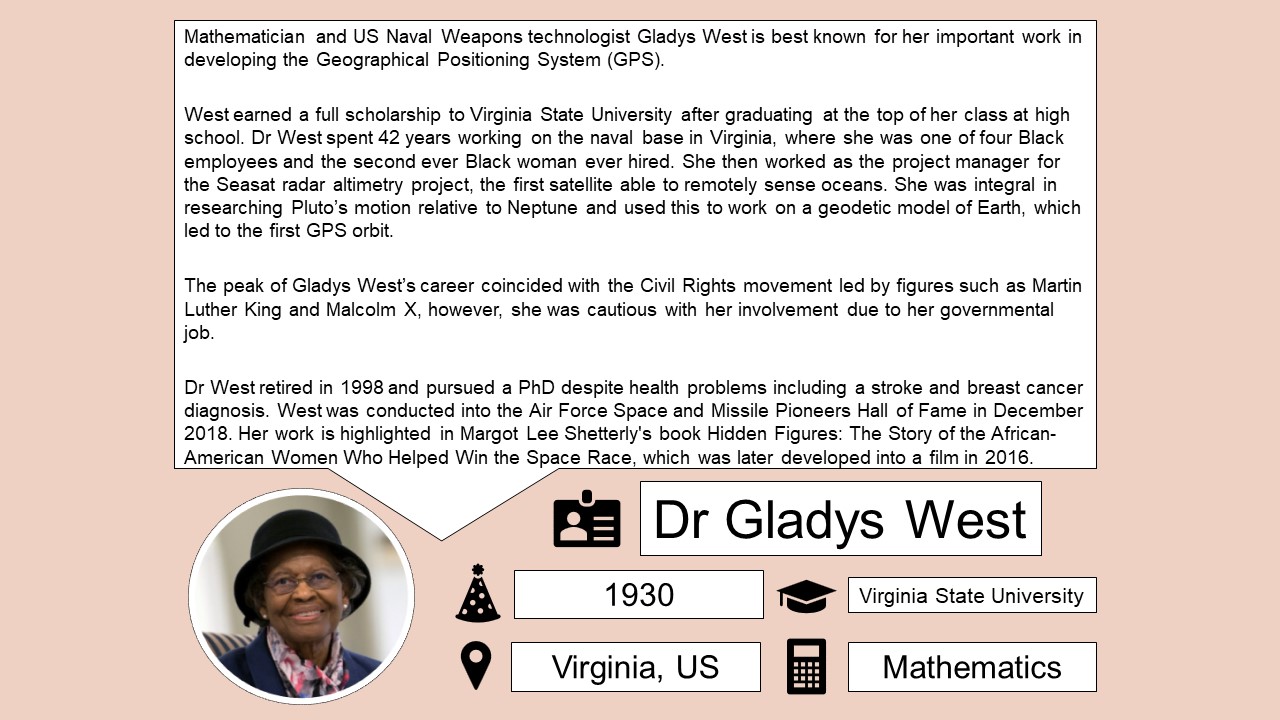 Mathematician and US Naval Weapons technologist Gladys West is best known for her important work in
developing the Geographical Positioning System (GPS).
West earned a full scholarship to Virginia State University after graduating at the top of her class at high
school. Dr West spent 42 years working on the naval base in Virginia, where she was one of four Black
employees and the second ever Black woman ever hired. She then worked as the project manager for
the Seasat radar altimetry project, the first satellite able to remotely sense oceans. She was integral in
researching Pluto’s motion relative to Neptune and used this to work on a geodetic model of Earth, which
led to the first GPS orbit.
The peak of Gladys West’s career coincided with the Civil Rights movement led by figures such as Martin
Luther King and Malcolm X, however, she was cautious with her involvement due to her governmental
job.
Dr West retired in 1998 and pursued a PhD despite health problems including a stroke and breast cancer
diagnosis. West was conducted into the Air Force Space and Missile Pioneers Hall of Fame in December
2018. Her work is highlighted in Margot Lee Shetterly's book Hidden Figures: The Story of the African-
American Women Who Helped Win the Space Race, which was later developed into a film in 2016.
Dr Gladys West
1930
Virginia State University
Virginia, US
Mathematics